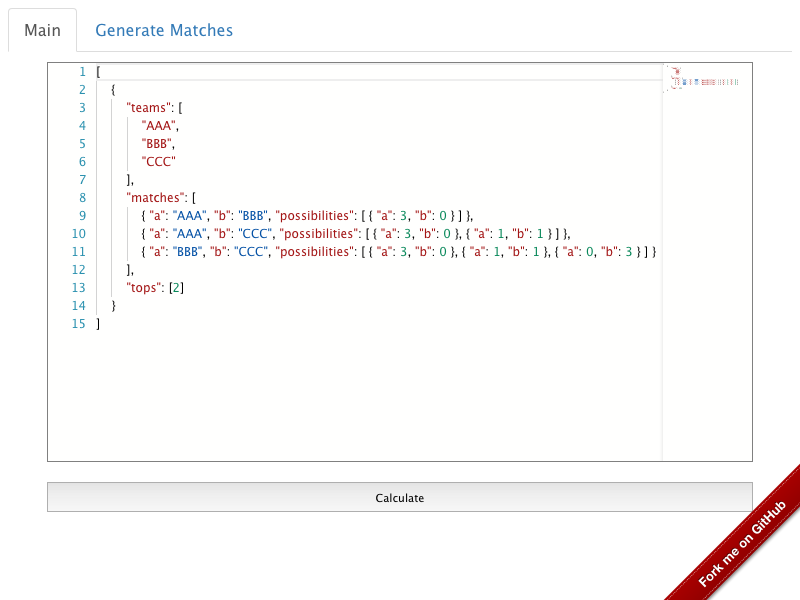 Main Generate Matches
1 [
2 {
3 "teams": [
4 "AAA",
5 "BBB",
6 "CCC"
7 ],
8 "matches": [
9 { "a": "AAA", "b": "BBB", "possibilities": [ { "a": 3, "b": 0 } ] },
10 { "a": "AAA", "b": "CCC", "possibilities": [ { "a": 3, "b": 0 }, { "a": 1, "b": 1 } ] },
11 { "a": "BBB", "b": "CCC", "possibilities": [ { "a": 3, "b": 0 }, { "a": 1, "b": 1 }, { "a": 0, "b": 3 } ] }
12 ],
13 "tops": [2]
14 }
15 ]
Calculate
Fork me on GitHub